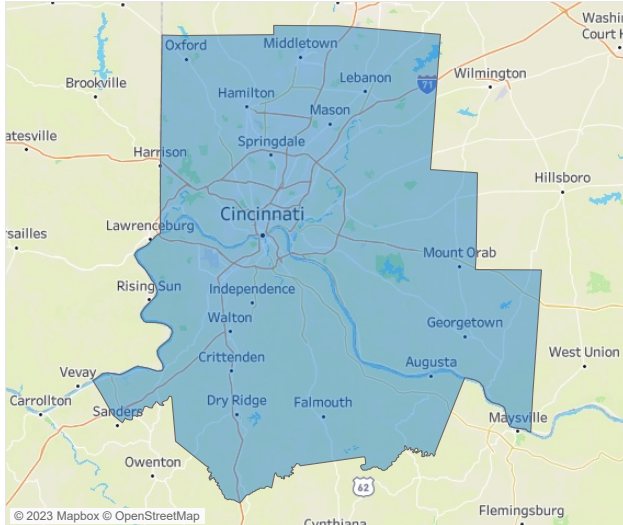 Washin
Court H
Oxford
Middletown
Brookville
Lebanon
Wilmington
71
Hamilton
Mason
atesville
Springdale
Harrison
Hillsboro
Cincinnati
Lawrenceburg
rsailles
Mount Orab
Rising Sun
Independence
Walton
Georgetown
Crittenden
Augusta
West Union
Vevay
Carrollton
Dry Ridge
Falmouth
Sanders
Maysville
Owenton
62
© 2023 Mapbox © OpenStreetMap
Cynthiana
Flemingsburg